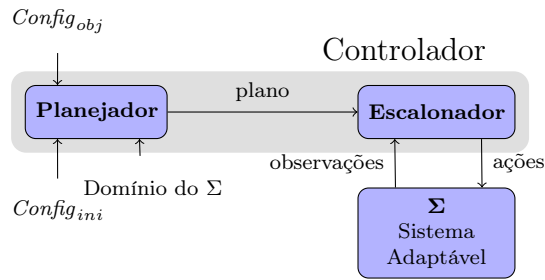 Config_obj
Controlador
Planejador
plano
Escalonador
observações
ações
Domínio do Σ
Config_ini
Σ
Sistema
Adaptável